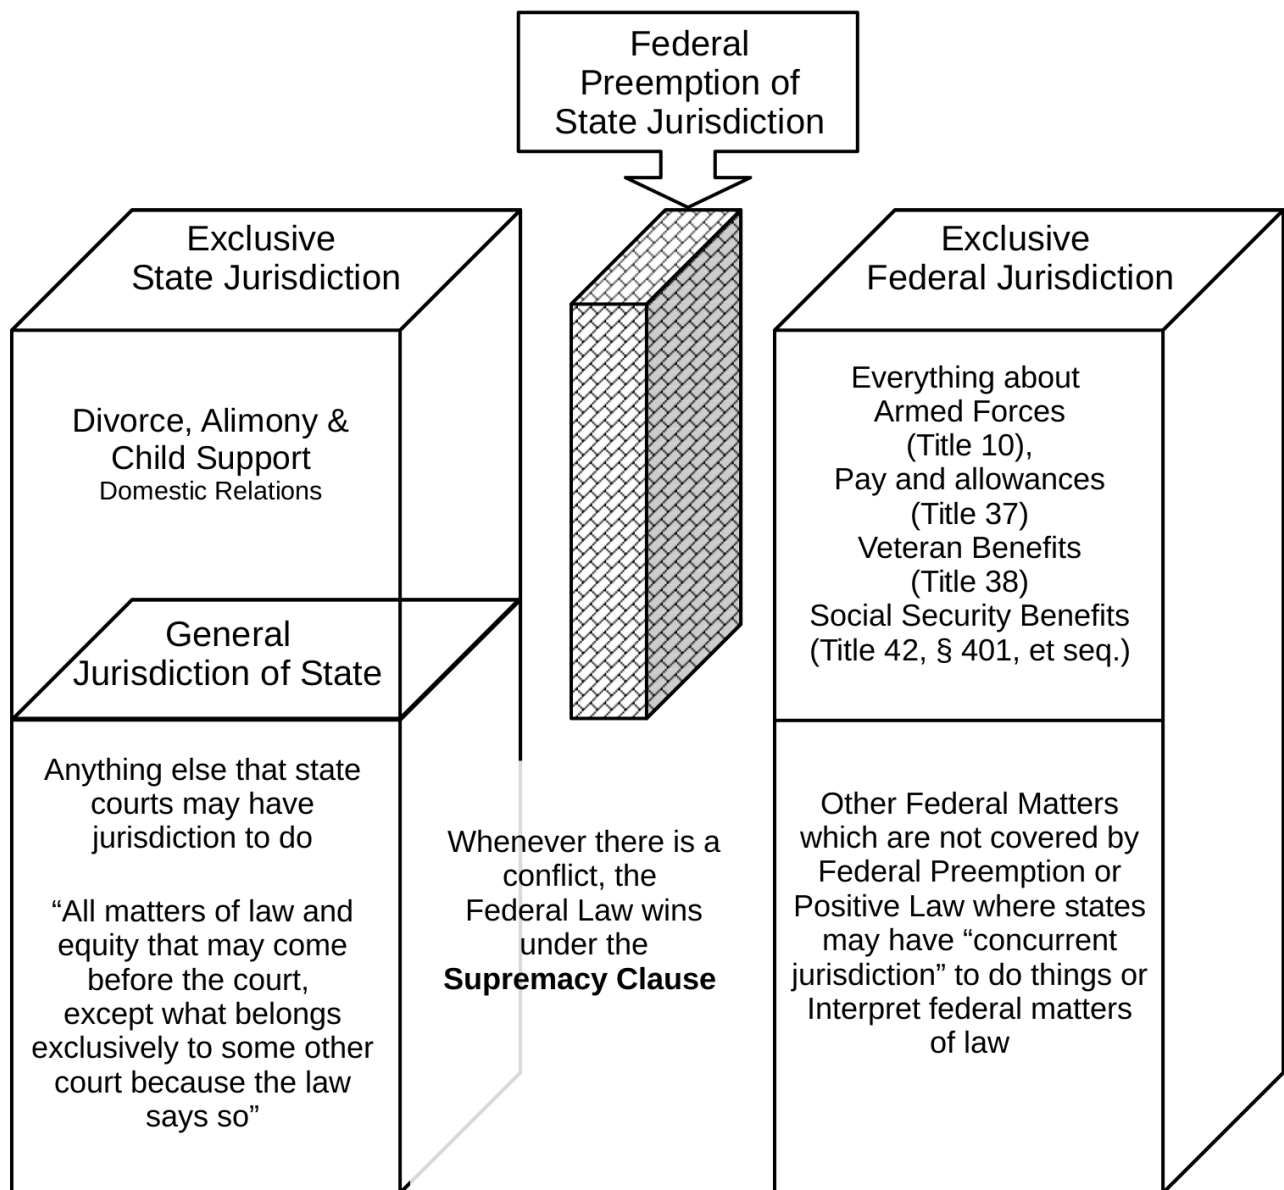 Federal
Preemption of
State Jurisdiction
Exclusive
State Jurisdiction
Divorce, Alimony &
Child Support
Domestic Relations
General
Jurisdiction of State
Anything else that state
courts may have
jurisdiction to do
“All matters of law and
equity that may come
before the court,
except what belongs
exclusively to some other
court because the law
says so”
Whenever there is a
conflict, the
Federal Law wins
under the
Supremacy Clause
Exclusive
Federal Jurisdiction
Everything about
Armed Forces
(Title 10),
Pay and allowances
(Title 37)
Veteran Benefits
(Title 38)
Social Security Benefits
(Title 42, § 401, et seq.)
Other Federal Matters
which are not covered by
Federal Preemption or
Positive Law where states
may have “concurrent
jurisdiction” to do things or
Interpret federal matters
of law